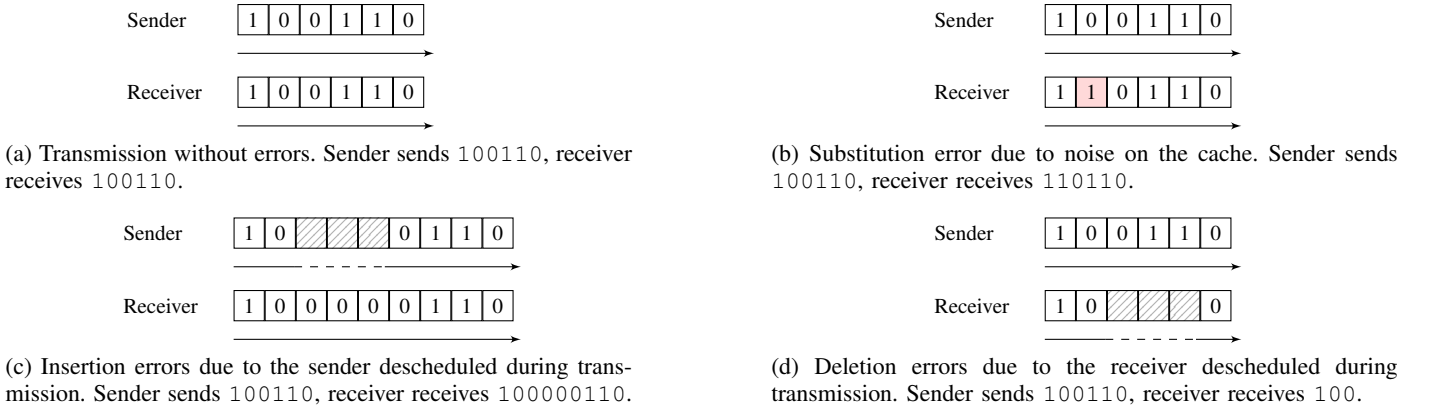 Sender 1 0 0 1 1 0
Receiver 1 0 0 1 1 0
(a) Transmission without errors. Sender sends 100110, receiver
receives 100110.
Sender 1 0 0 1 1 0
Receiver 1 1 0 1 1 0
(b) Substitution error due to noise on the cache. Sender sends
100110, receiver receives 110110.
Sender 1 0 0 1 1 0
Receiver 1 0 0 0 0 0 1 1 0
(c) Insertion errors due to the sender descheduled during trans-
mission. Sender sends 100110, receiver receives 100000110.
Sender 1 0 0 1 1 0
Receiver 1 0 0
(d) Deletion errors due to the receiver descheduled during
transmission. Sender sends 100110, receiver receives 100.